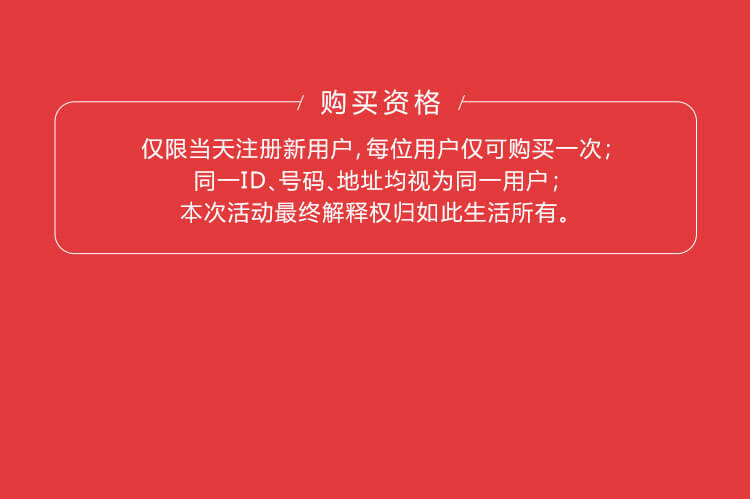 购买资格
仅限当天注册新用户,每位用户仅可购买一次;
同一ID、号码、地址均视为同一用户;
本次活动最终解释权归如此生活所有。